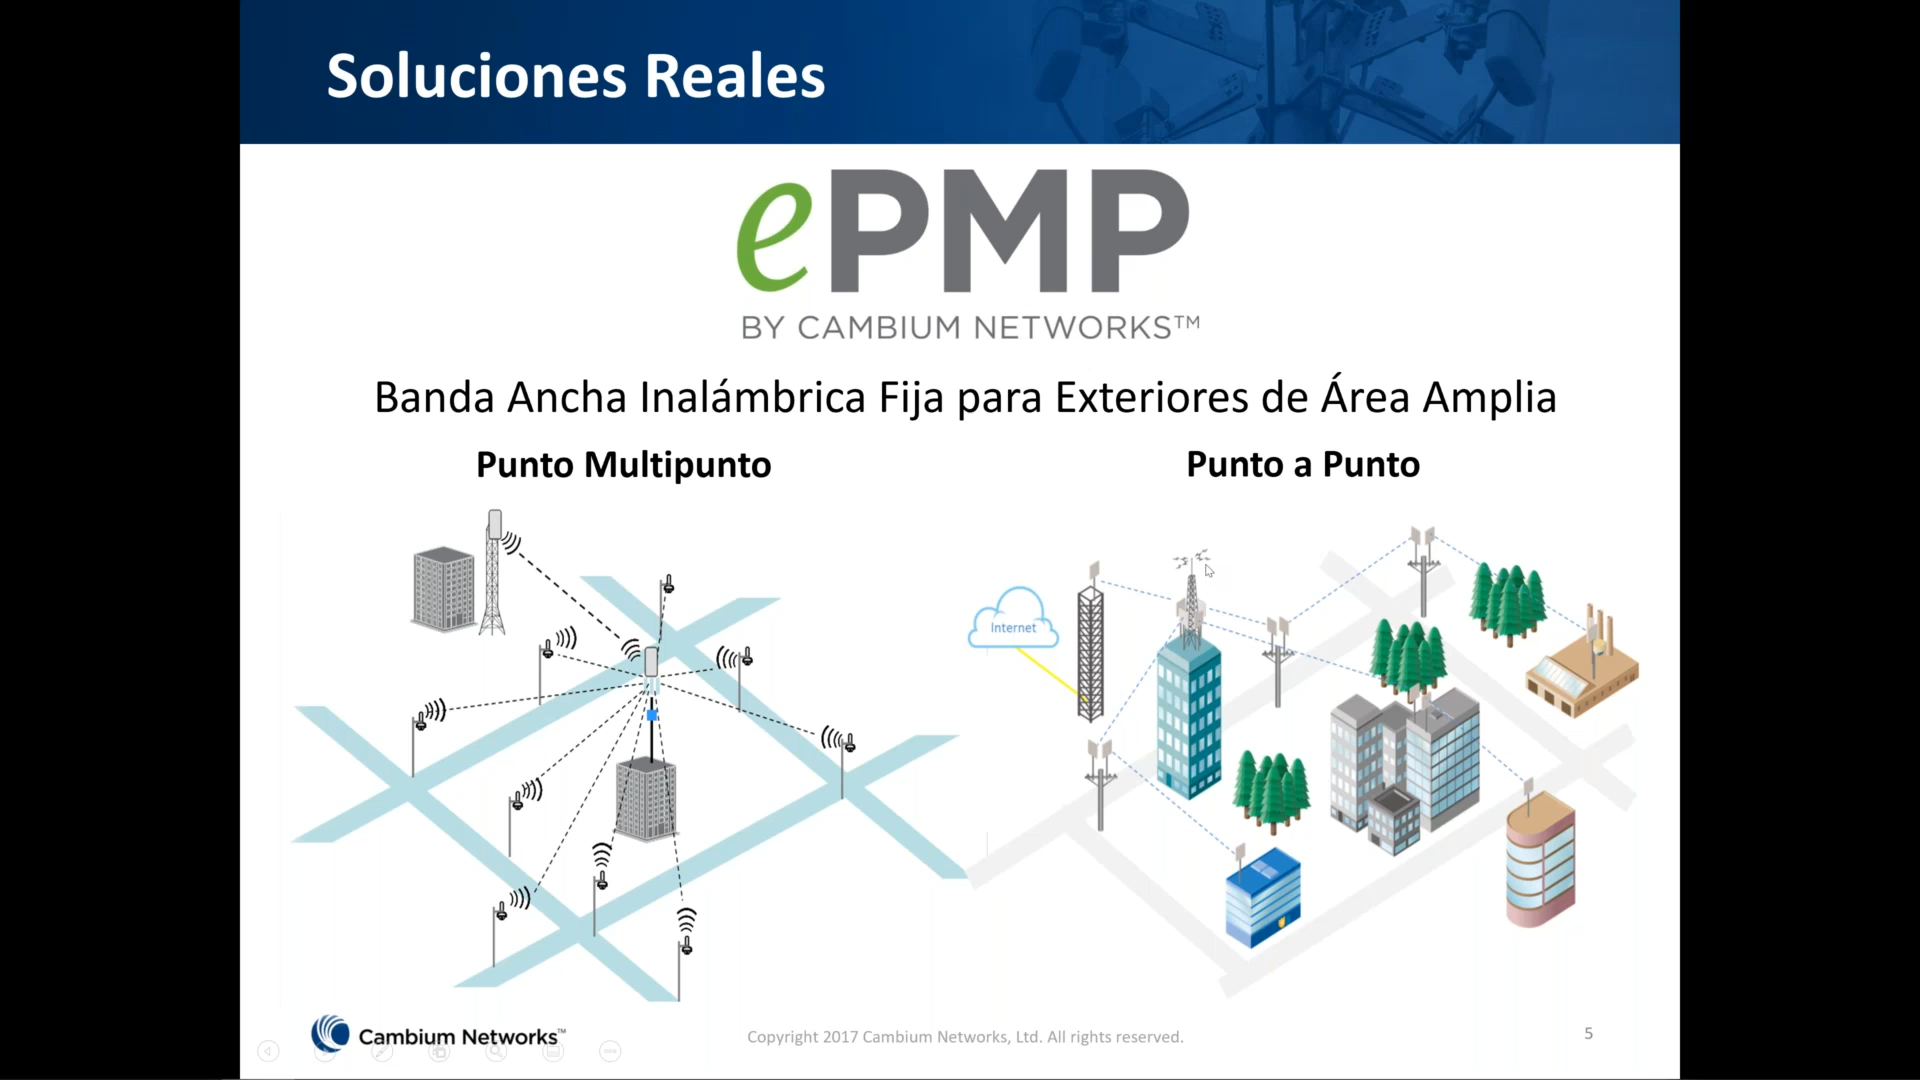 Soluciones Reales
ePMP
BY CAMBIUM NETWORKS™
Banda Ancha Inalámbrica Fija para Exteriores de Área Amplia
Punto Multipunto
Punto a Punto
Internet
Cambium Networks™
Copyright 2017 Cambium Networks, Ltd. All rights reserved.
5